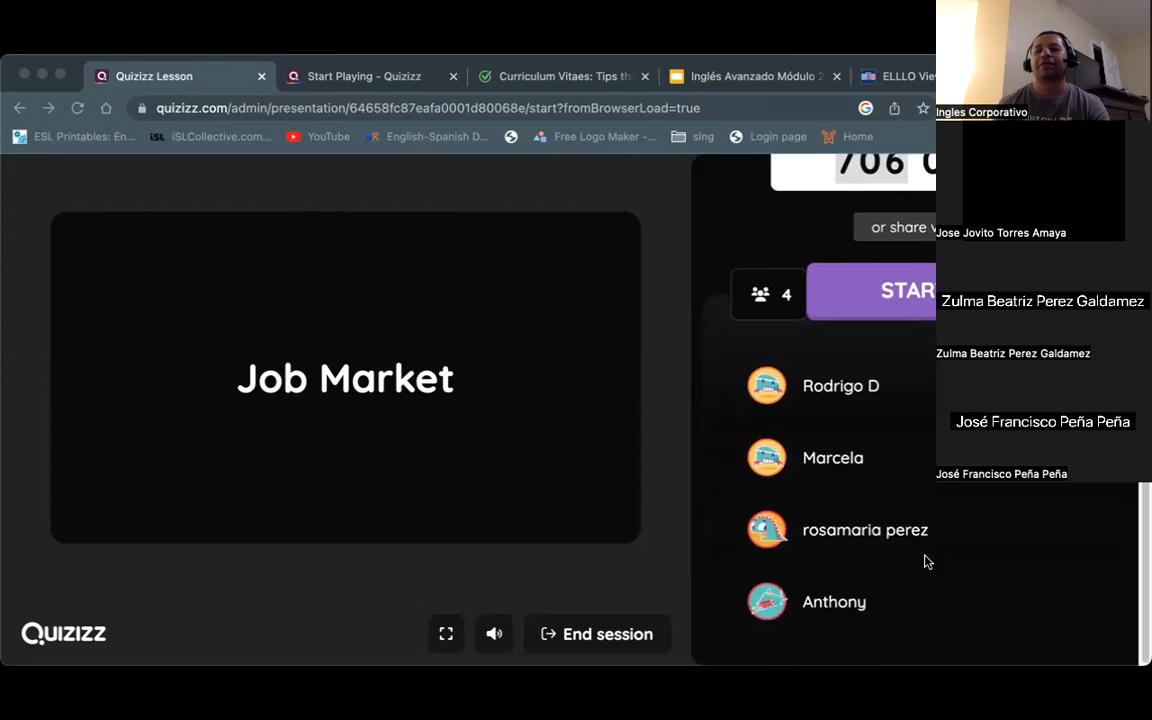 Quizizz Lesson
Start Playing - Quizizz
Curriculum Vitaes: Tips th
Inglés Avanzado Módulo 2
ELLLO Vie
quizizz.com/admin/presentation/64658fc87eafa0001d80068e/start?fromBrowserLoad=true
ESL Printables: En...
iSL iSLCollective.com...
YouTube
English-Spanish D...
Free Logo Maker -...
sing
Login page
Home
Ingles Corporativo
706
or share
Jose Jovito Torres Amaya
4
STAR
Zulma Beatriz Perez Galdamez
Zulma Beatriz Perez Galdamez
Job Market
Rodrigo D
José Francisco Peña Peña
Marcela
José Francisco Peña Peña
rosamaria perez
Anthony
Quizizz
End session